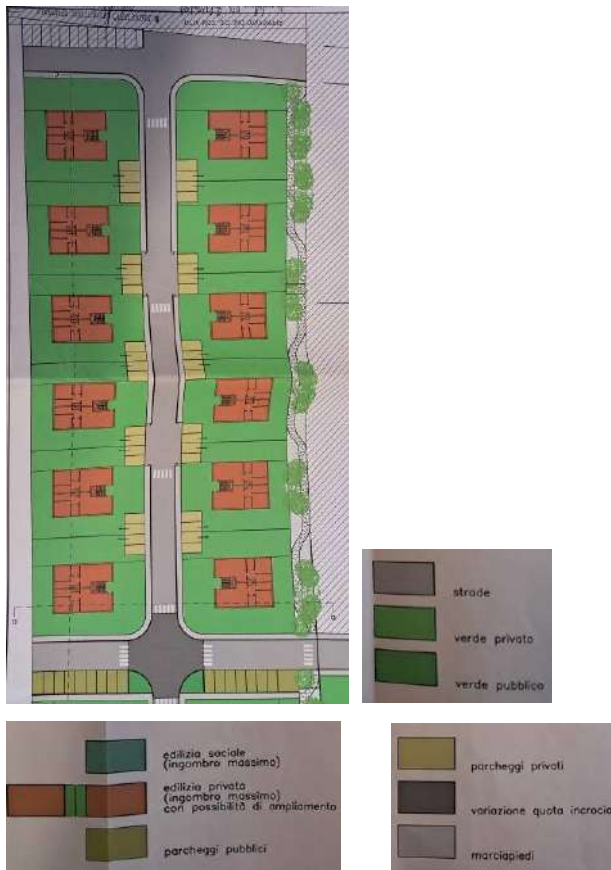 strade
verde privato
verde pubblico
edilizia sociale
(ingombro massimo)
edilizia privata
(ingombro massimo)
con possibilità di ampliamento
parcheggi pubblici
parcheggi privati
variazione quota incrocio
marciapiedi